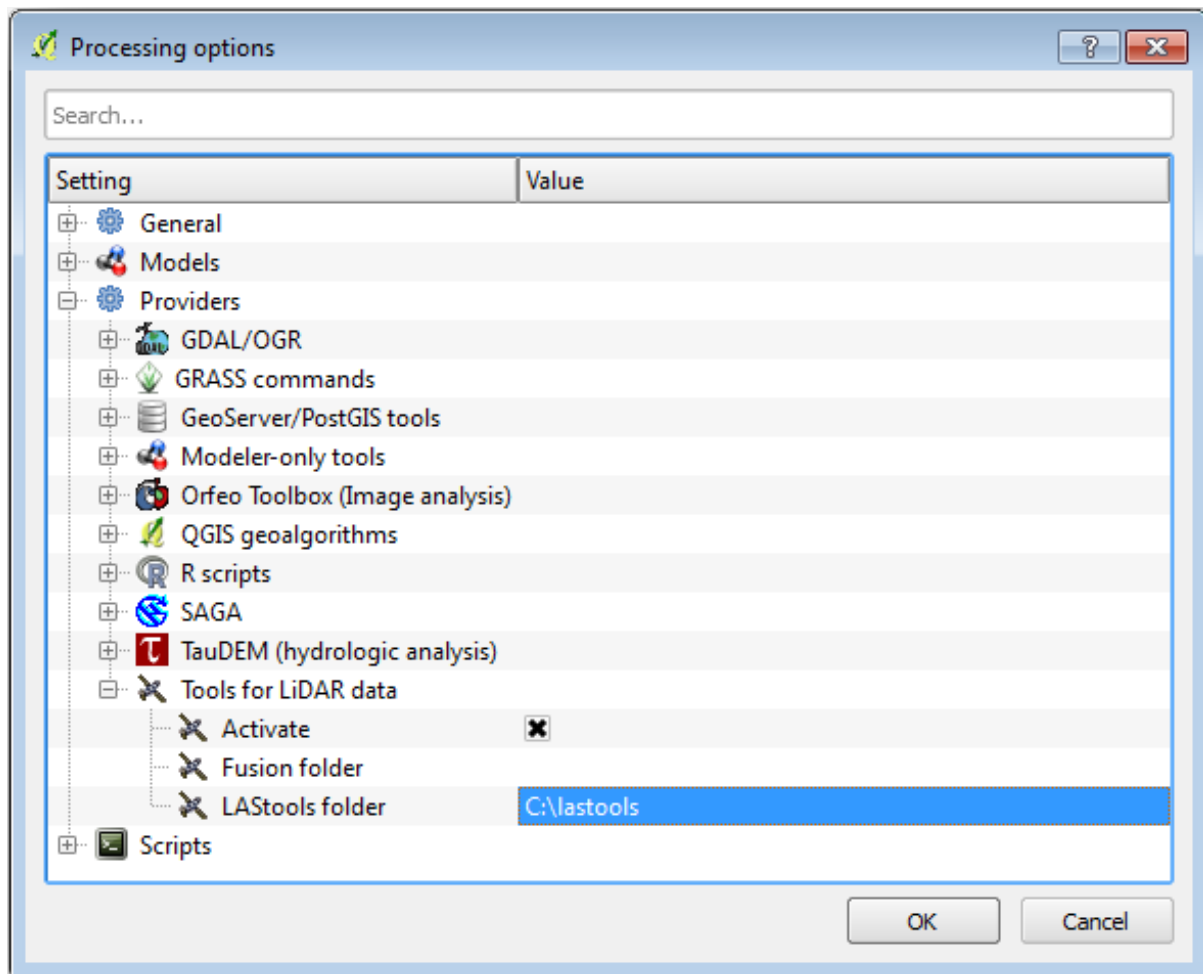 Processing options
Search...
Setting Value
General
Models
Providers
GDAL/OGR
GRASS commands
GeoServer/PostGIS tools
Modeler-only tools
Orfeo Toolbox (Image analysis)
QGIS geoalgorithms
R scripts
SAGA
TauDEM (hydrologic analysis)
Tools for LiDAR data
Activate
Fusion folder
LAStools folder C:\lastools
Scripts
OK Cancel